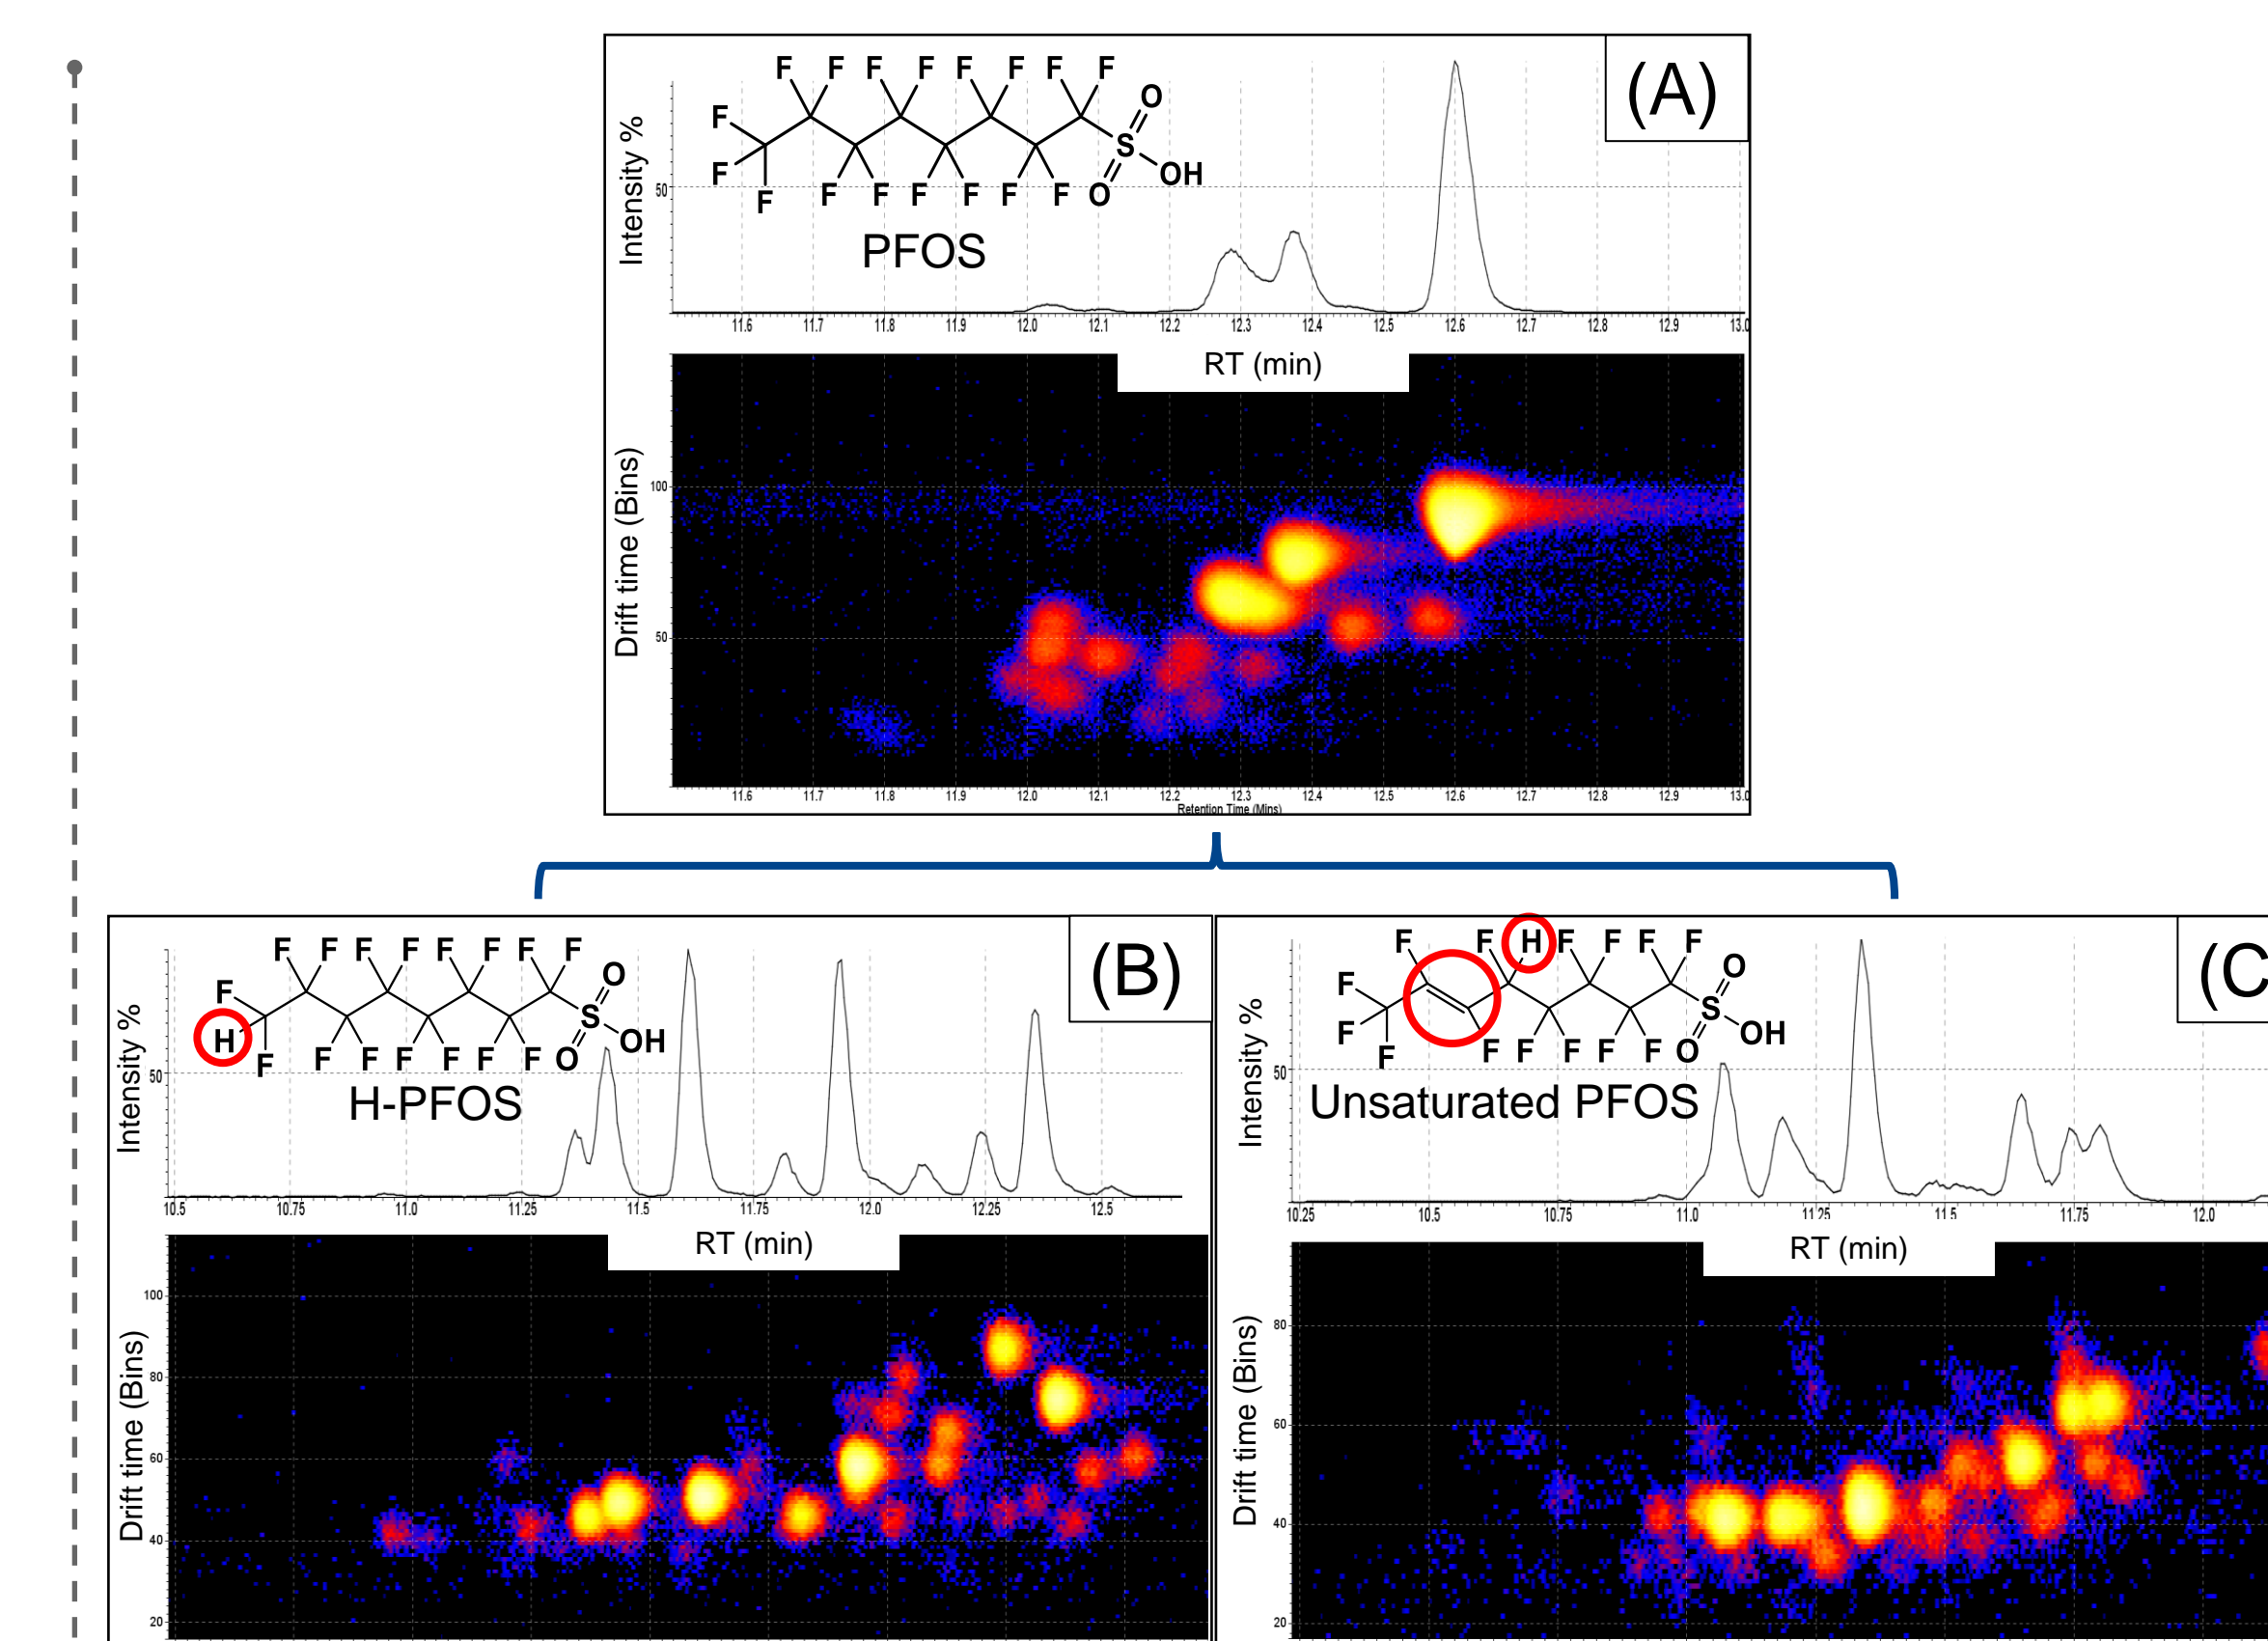 (A)
F F F F F F F F
F
F
F
F F F F F F
O
S
OH
O
PFOS
Intensity %
50
11.6 11.7 11.8 11.9 12.0 12.1 12.2 12.3 12.4 12.5 12.6 12.7 12.8 12.9 13.0
RT (min)
Drift time (Bins)
100
50
11.6 11.7 11.8 11.9 12.0 12.1 12.2 12.3 12.4 12.5 12.6 12.7 12.8 12.9 13.0
Retention Time (Mins)
(B)
F F F F F F F F
F
H
F
F F F F F F
O
S
OH
O
H-PFOS
Intensity %
50
10.5 10.75 11.0 11.25 11.5 11.75 12.0 12.25 12.5
RT (min)
Drift time (Bins)
100
80
60
40
20
(C
F F H F F F F
F
F
F
F F F F F
O
S
OH
O
Unsaturated PFOS
Intensity %
50
10.25 10.5 10.75 11.0 11.25 11.5 11.75 12.0
RT (min)
Drift time (Bins)
80
60
40
20